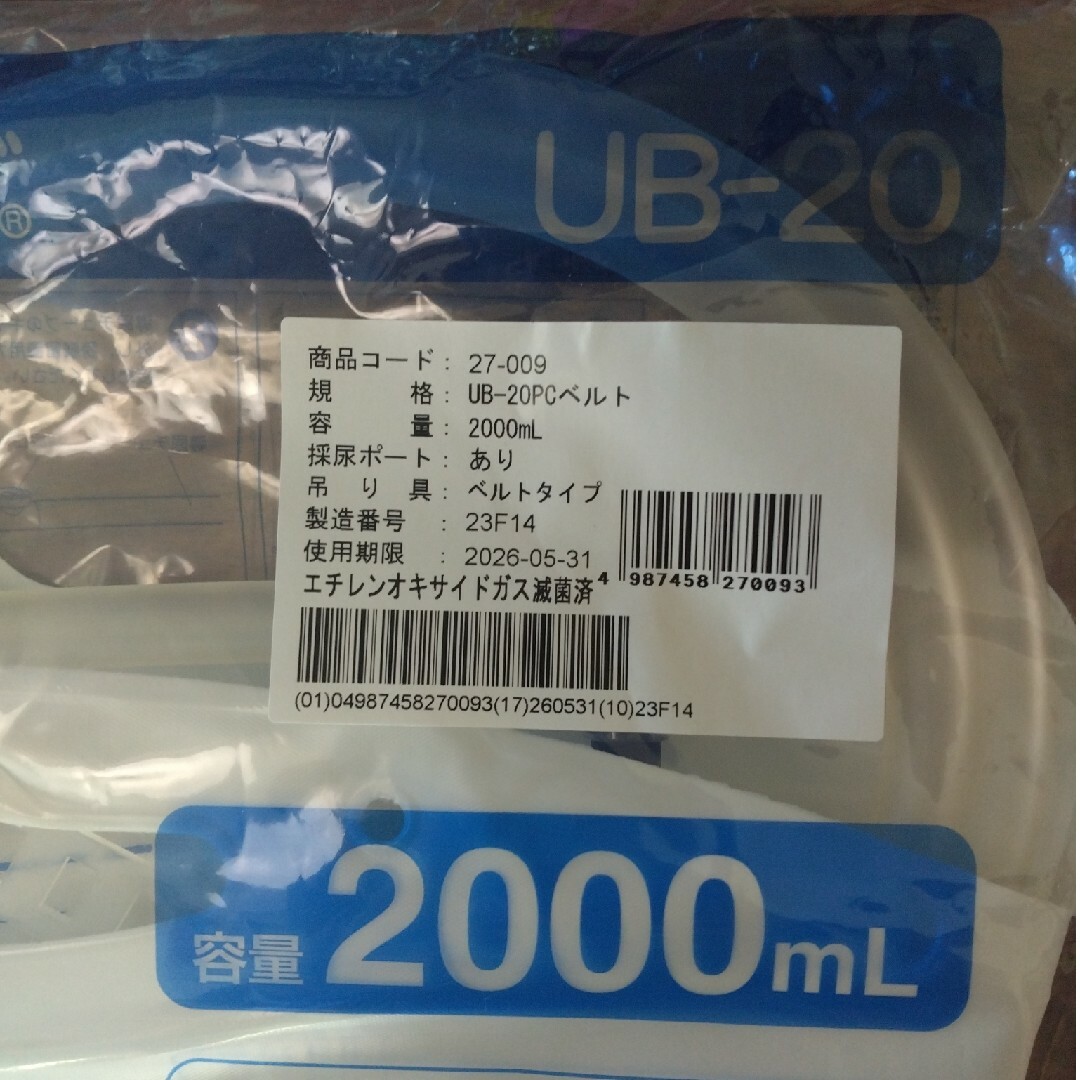 ®
UB-20
商品コード： 27-009
規格： UB-20PCベルト
容量： 2000mL
採尿ポート： あり
吊り具： ベルトタイプ
製造番号 ： 23F14
使用期限 ： 2026-05-31
エチレンオキサイドガス滅菌済
4 987458 270093
(01)04987458270093(17)260531(10)23F14
容量 2000mL